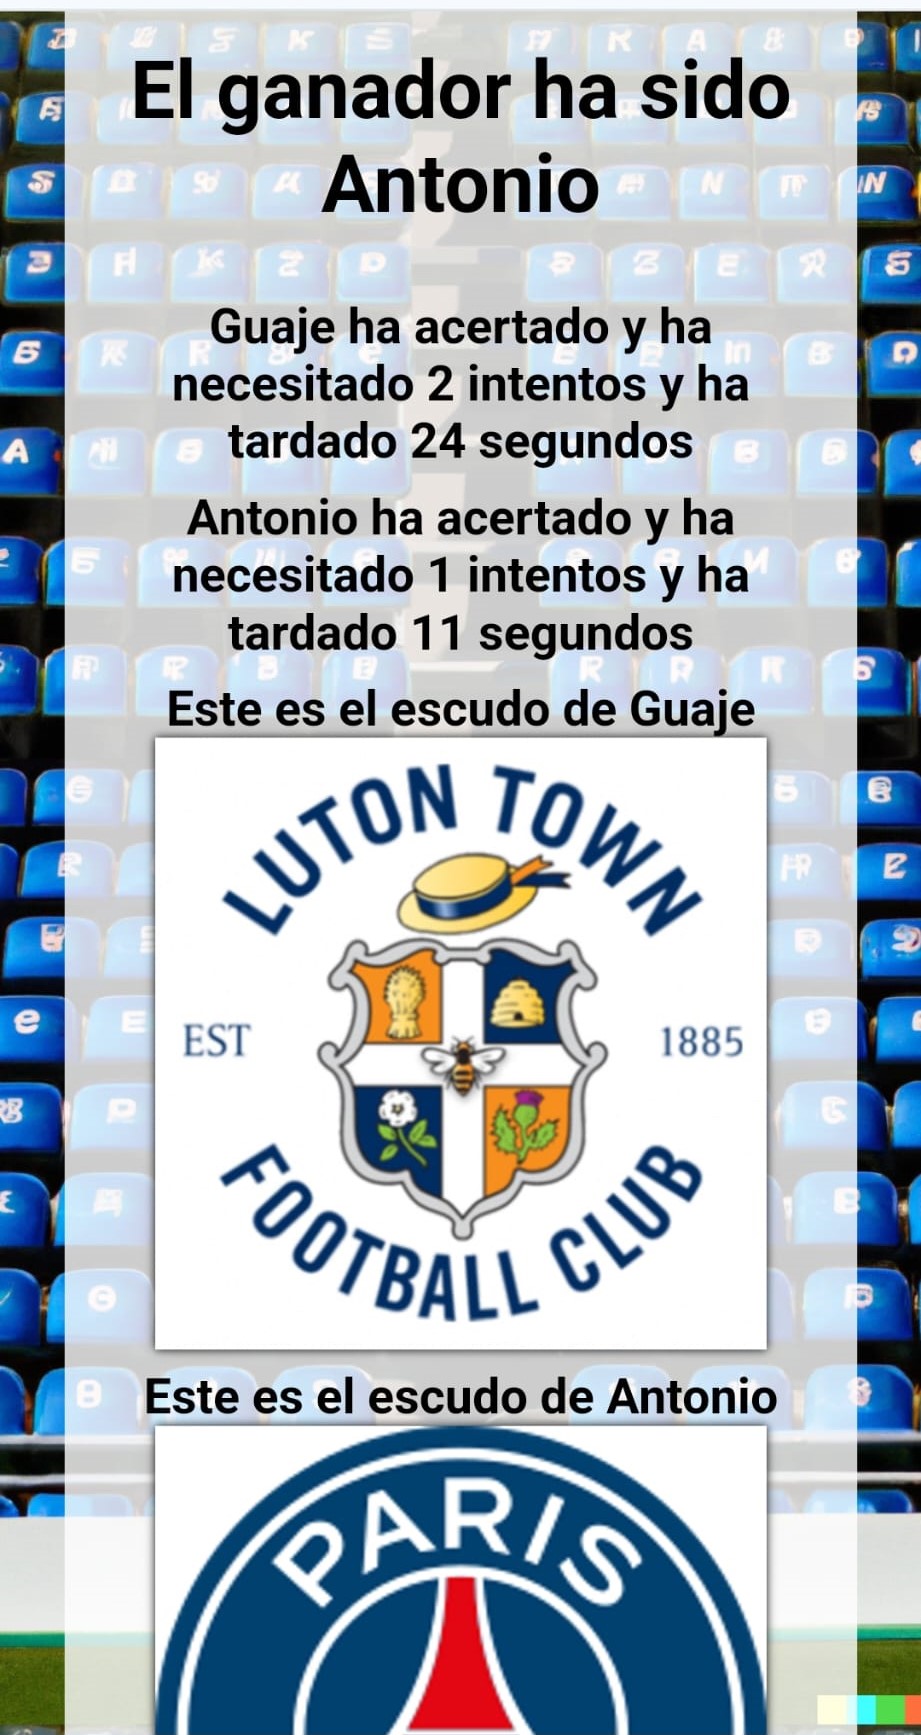 El ganador ha sido
Antonio
Guaje ha acertado y ha
necesitado 2 intentos y ha
tardado 24 segundos
Antonio ha acertado y ha
necesitado 1 intentos y ha
tardado 11 segundos
Este es el escudo de Guaje
LUTON TOWN
EST 1885
FOOTBALL CLUB
Este es el escudo de Antonio
PARIS